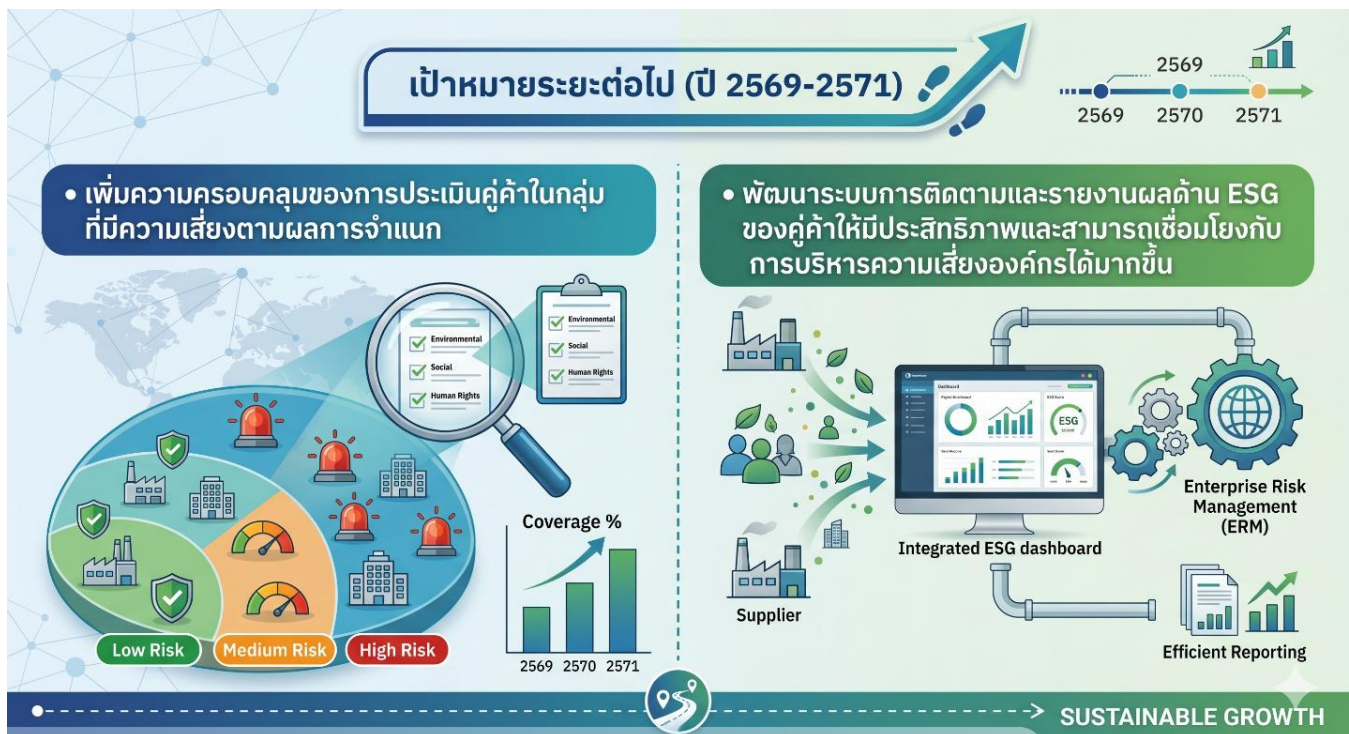 เป้าหมายระยะต่อไป (ปี 2569-2571)
2569
2569 2570 2571
• เพิ่มความครอบคลุมของการประเมินคู่ค้าในกลุ่ม
ที่มีความเสี่ยงตามผลการจำแนก
Environmental
Social
Human Rights
Environmental
Social
Human Rights
Low Risk
Medium Risk
High Risk
Coverage %
2569 2570 2571
• พัฒนาระบบการติดตามและรายงานผลด้าน ESG
ของคู่ค้าให้มีประสิทธิภาพและสามารถเชื่อมโยงกับ
การบริหารความเสี่ยงองค์กรได้มากขึ้น
Supplier
Dashboard
ESG
Integrated ESG dashboard
Enterprise Risk
Management
(ERM)
Efficient Reporting
SUSTAINABLE GROWTH